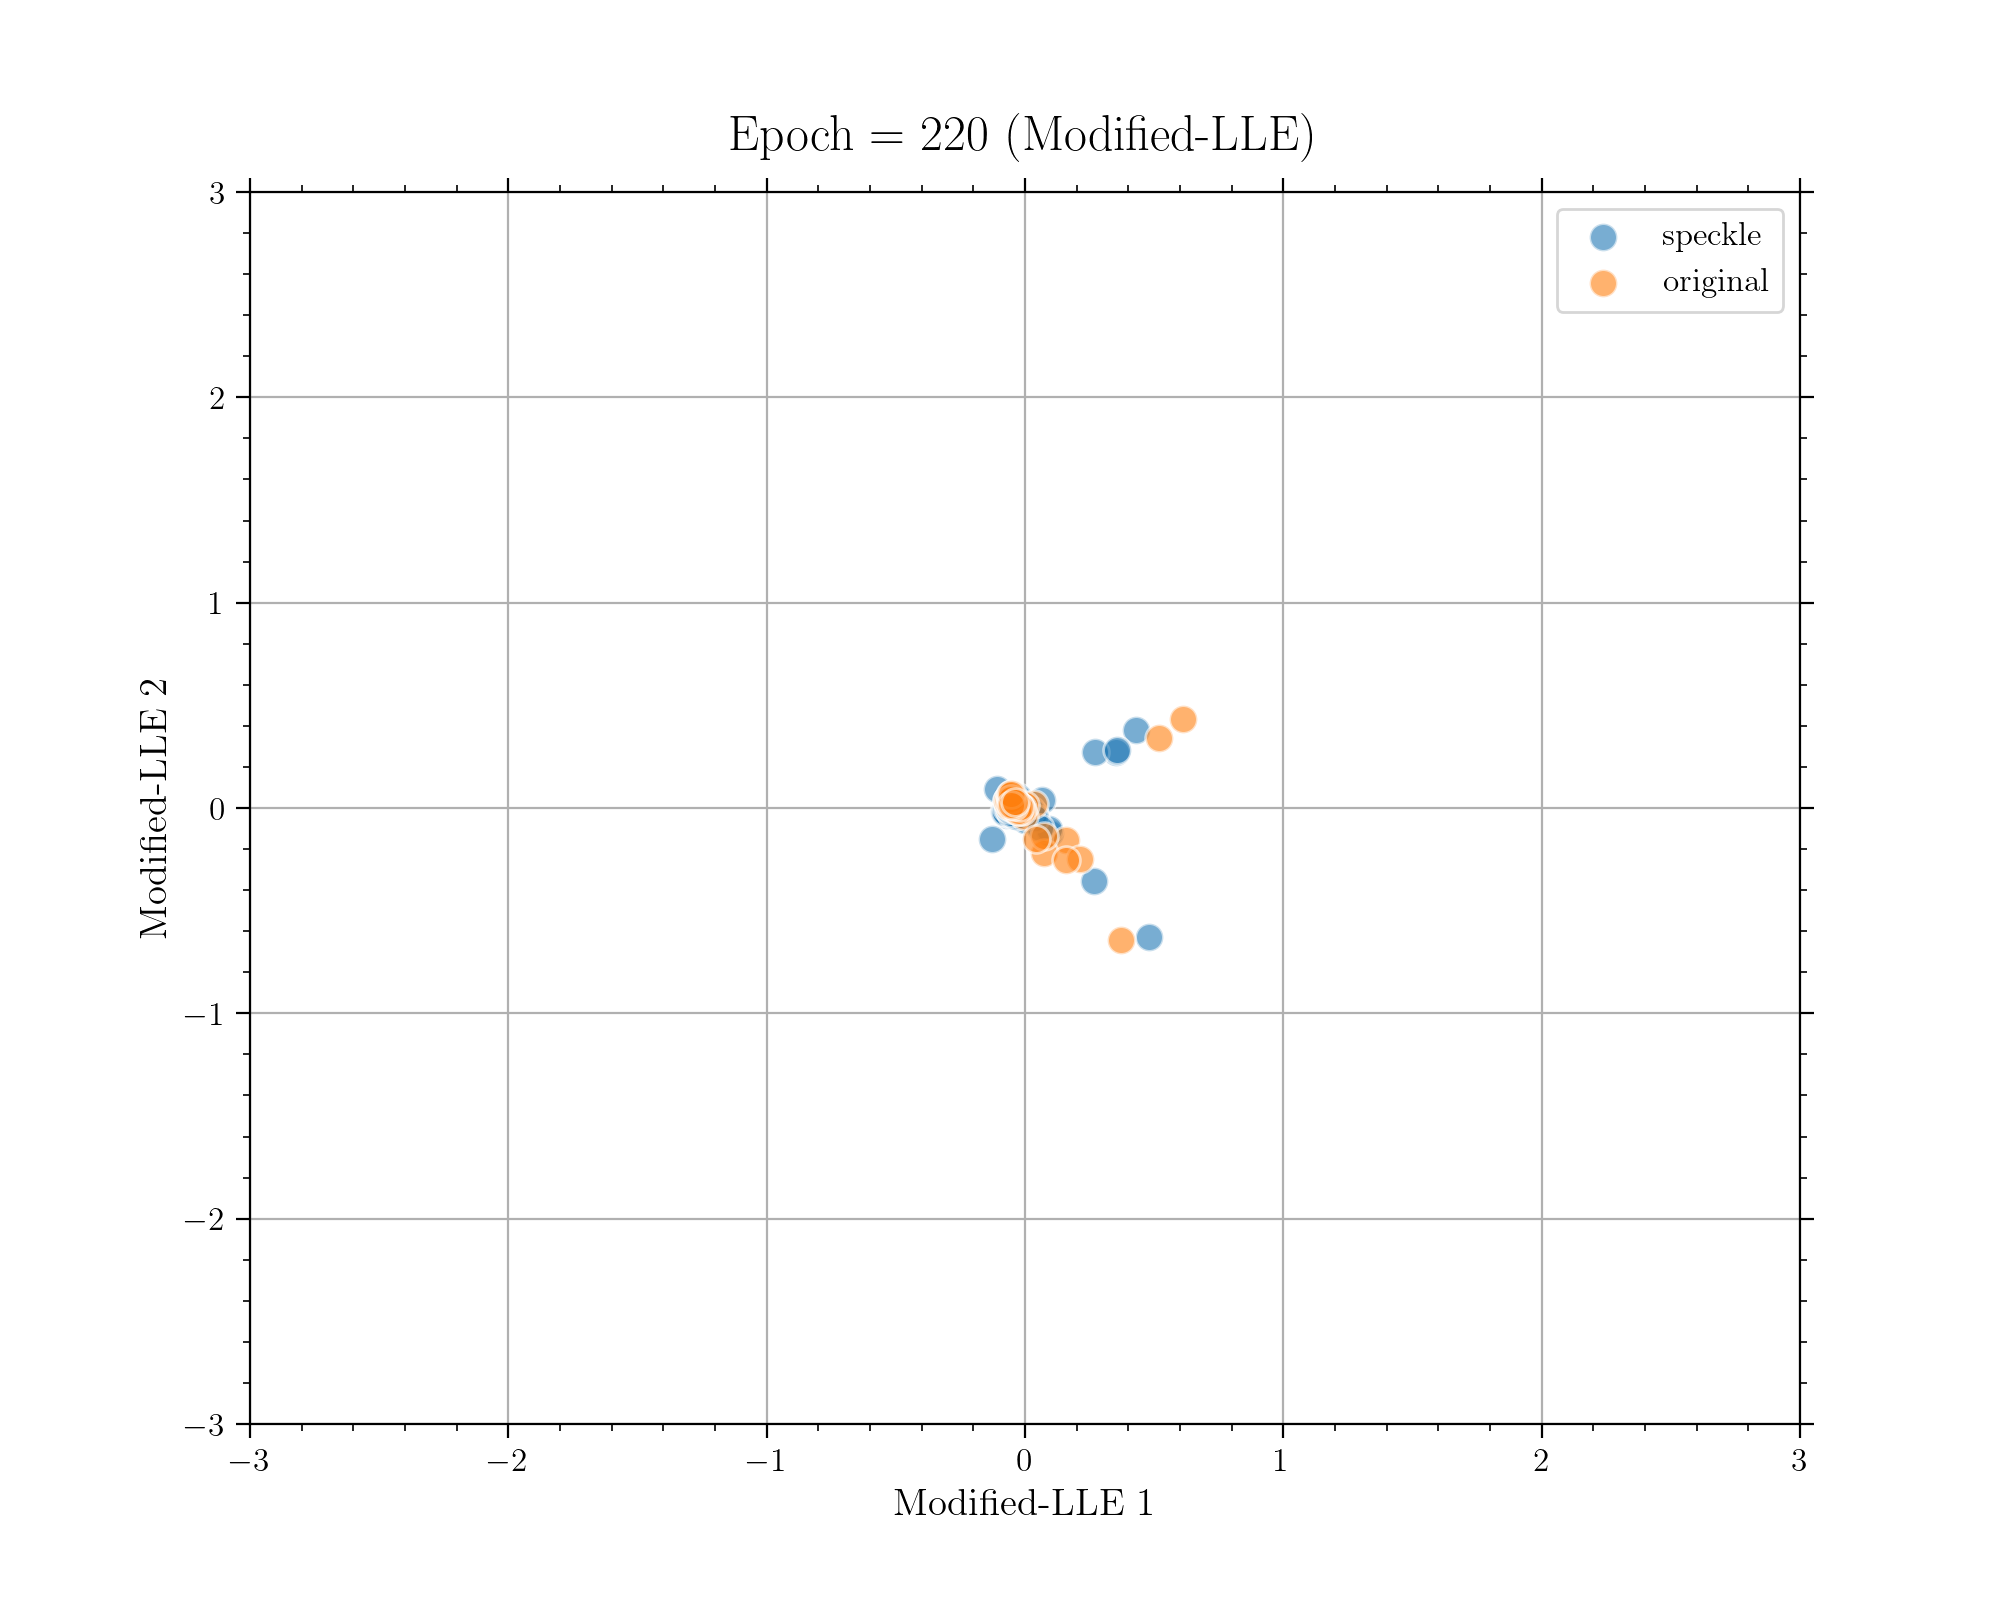 Epoch = 220 (Modified-LLE)
speckle
original
3
2
1
0
−1
−2
−3
Modified-LLE 2
−3
−2
−1
0
1
2
3
Modified-LLE 1